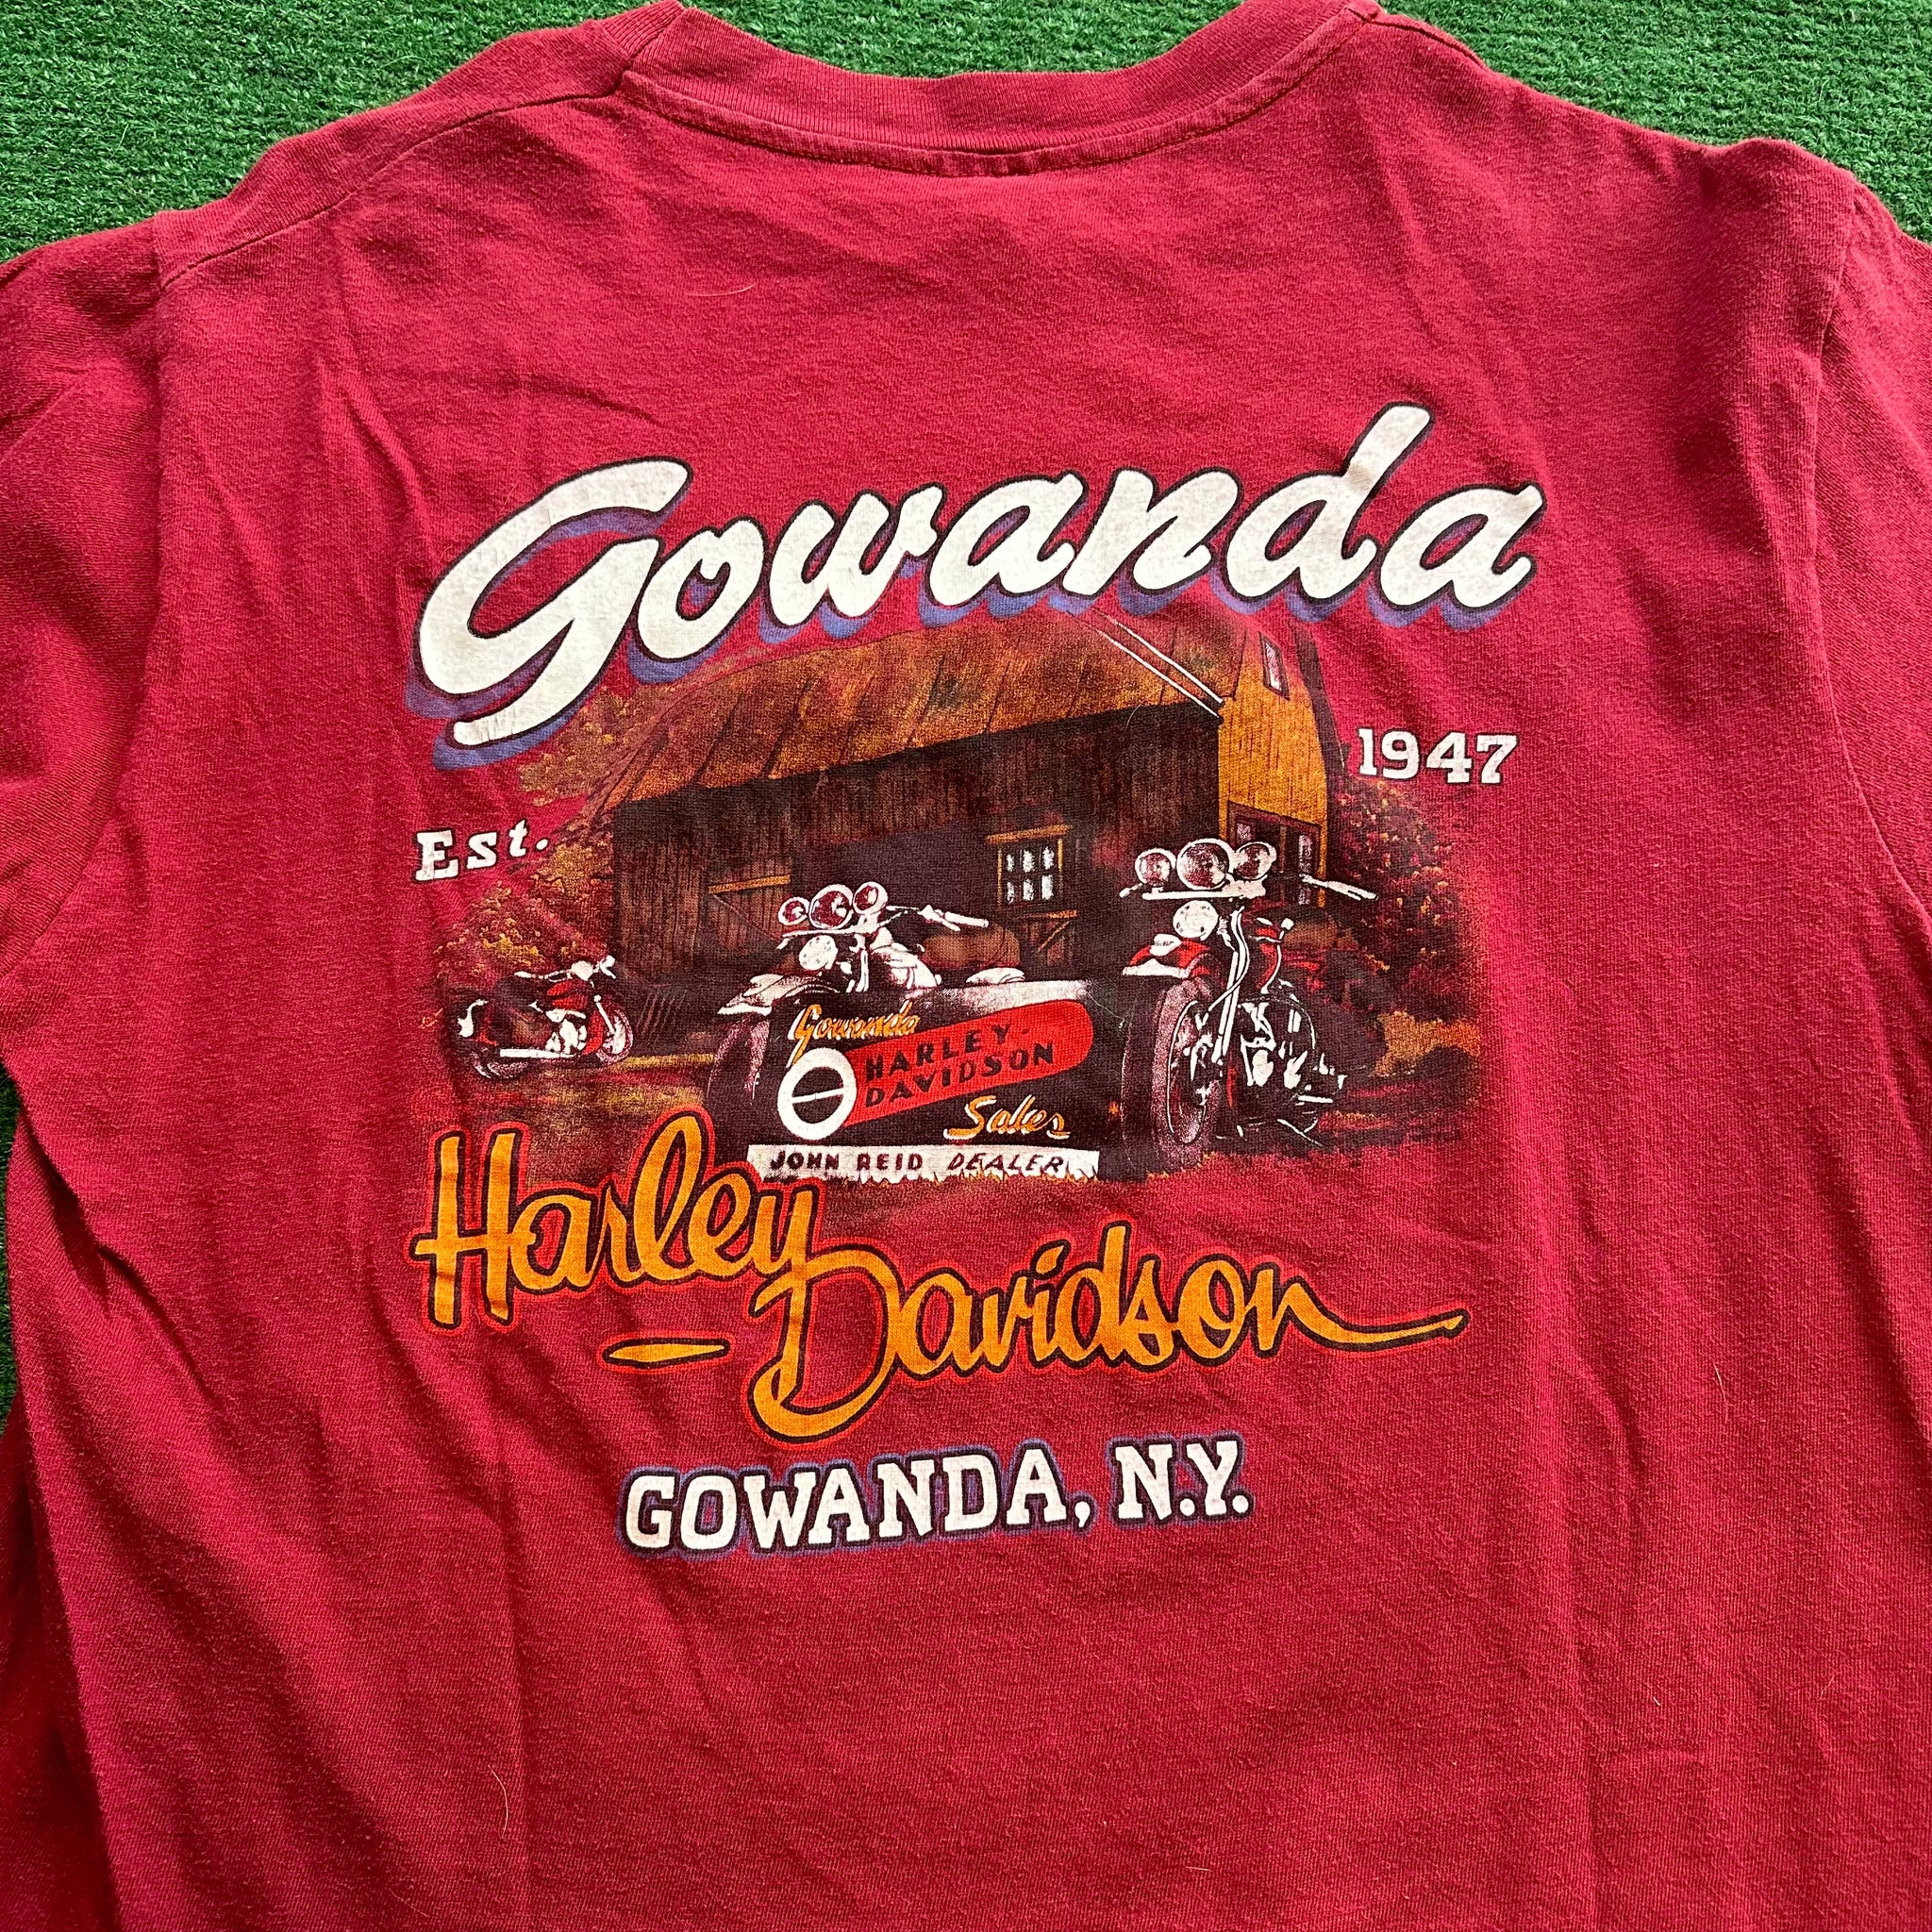 Gowanda
Est. 1947
Gowanda
HARLEY-
DAVIDSON
Sales
JOHN REID DEALER
Harley
-Davidson
GOWANDA, N.Y.